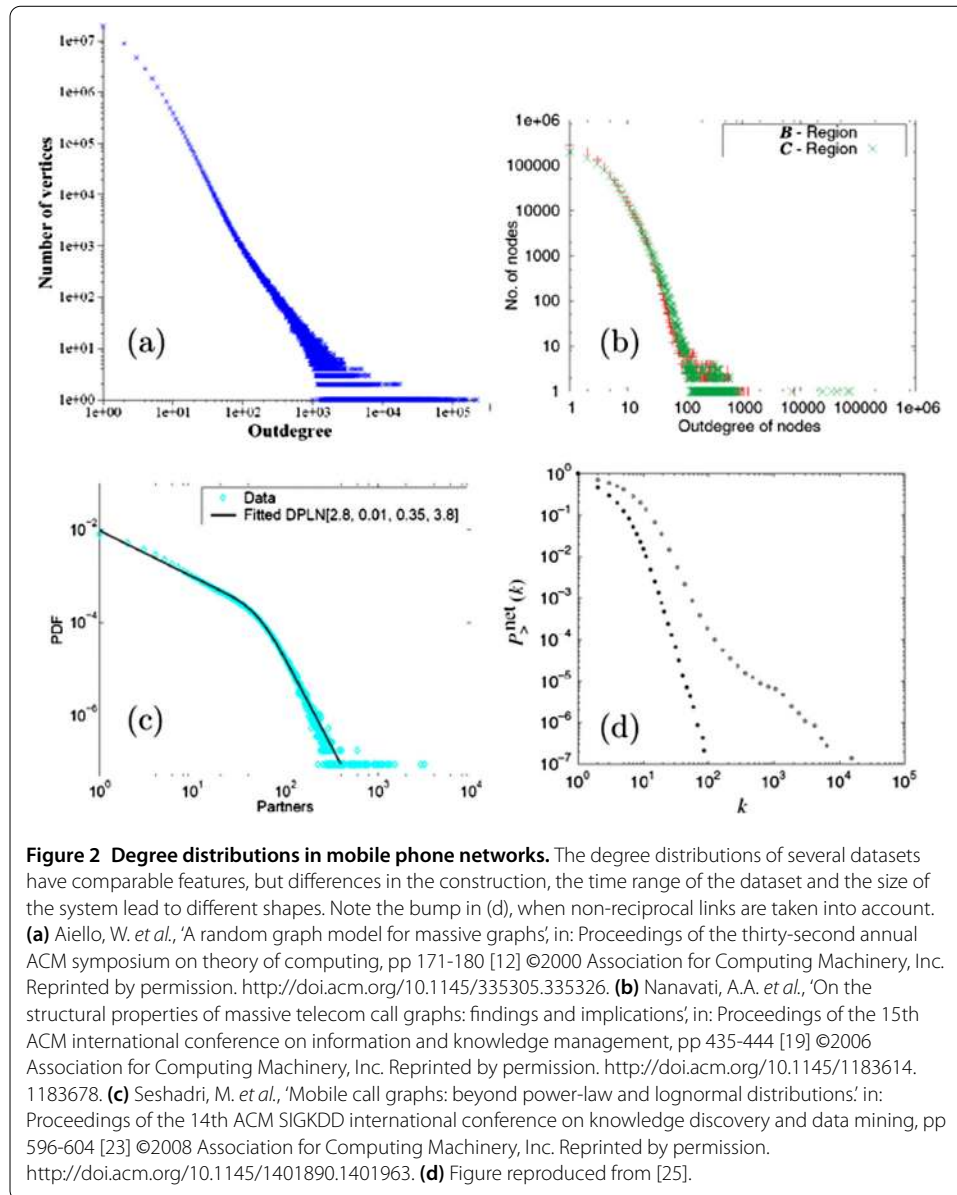 1e+07
1e+06
1e+05
1e+04
1e+03
1e+02
1e+01
1e+00
Number of vertices
(a)
1e+00 1e+01 1e+02 1e+03 1e+04 1e+05
Outdegree
1e+06
100000
10000
1000
100
10
1
No. of nodes
B - Region
C - Region
(b)
1 10 100 1000 10000 100000 1e+06
Outdegree of nodes
10^-2
10^-4
10^-6
PDF
Data
Fitted DPLN[2.8, 0.01, 0.35, 3.8]
(c)
10^0 10^1 10^2 10^3 10^4
Partners
10^0
10^-1
10^-2
10^-3
10^-4
10^-5
10^-6
10^-7
P_>^net(k)
(d)
10^0 10^1 10^2 10^3 10^4 10^5
k
Figure 2 Degree distributions in mobile phone networks. The degree distributions of several datasets
have comparable features, but differences in the construction, the time range of the dataset and the size of
the system lead to different shapes. Note the bump in (d), when non-reciprocal links are taken into account.
(a) Aiello, W. et al., 'A random graph model for massive graphs', in: Proceedings of the thirty-second annual
ACM symposium on theory of computing, pp 171-180 [12] ©2000 Association for Computing Machinery, Inc.
Reprinted by permission. http://doi.acm.org/10.1145/335305.335326. (b) Nanavati, A.A. et al., 'On the
structural properties of massive telecom call graphs: findings and implications', in: Proceedings of the 15th
ACM international conference on information and knowledge management, pp 435-444 [19] ©2006
Association for Computing Machinery, Inc. Reprinted by permission. http://doi.acm.org/10.1145/1183614.
1183678. (c) Seshadri, M. et al., 'Mobile call graphs: beyond power-law and lognormal distributions.' in:
Proceedings of the 14th ACM SIGKDD international conference on knowledge discovery and data mining, pp
596-604 [23] ©2008 Association for Computing Machinery, Inc. Reprinted by permission.
http://doi.acm.org/10.1145/1401890.1401963. (d) Figure reproduced from [25].